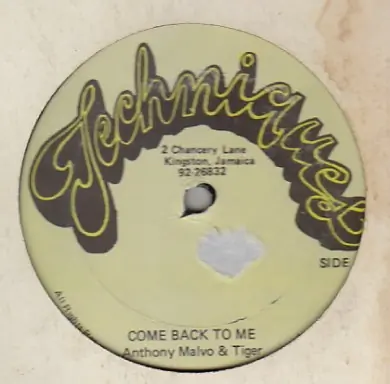 Techniques
2 Chancery Lane
Kingston, Jamaica
92-26832
SIDE
COME BACK TO ME
Anthony Malvo & Tiger